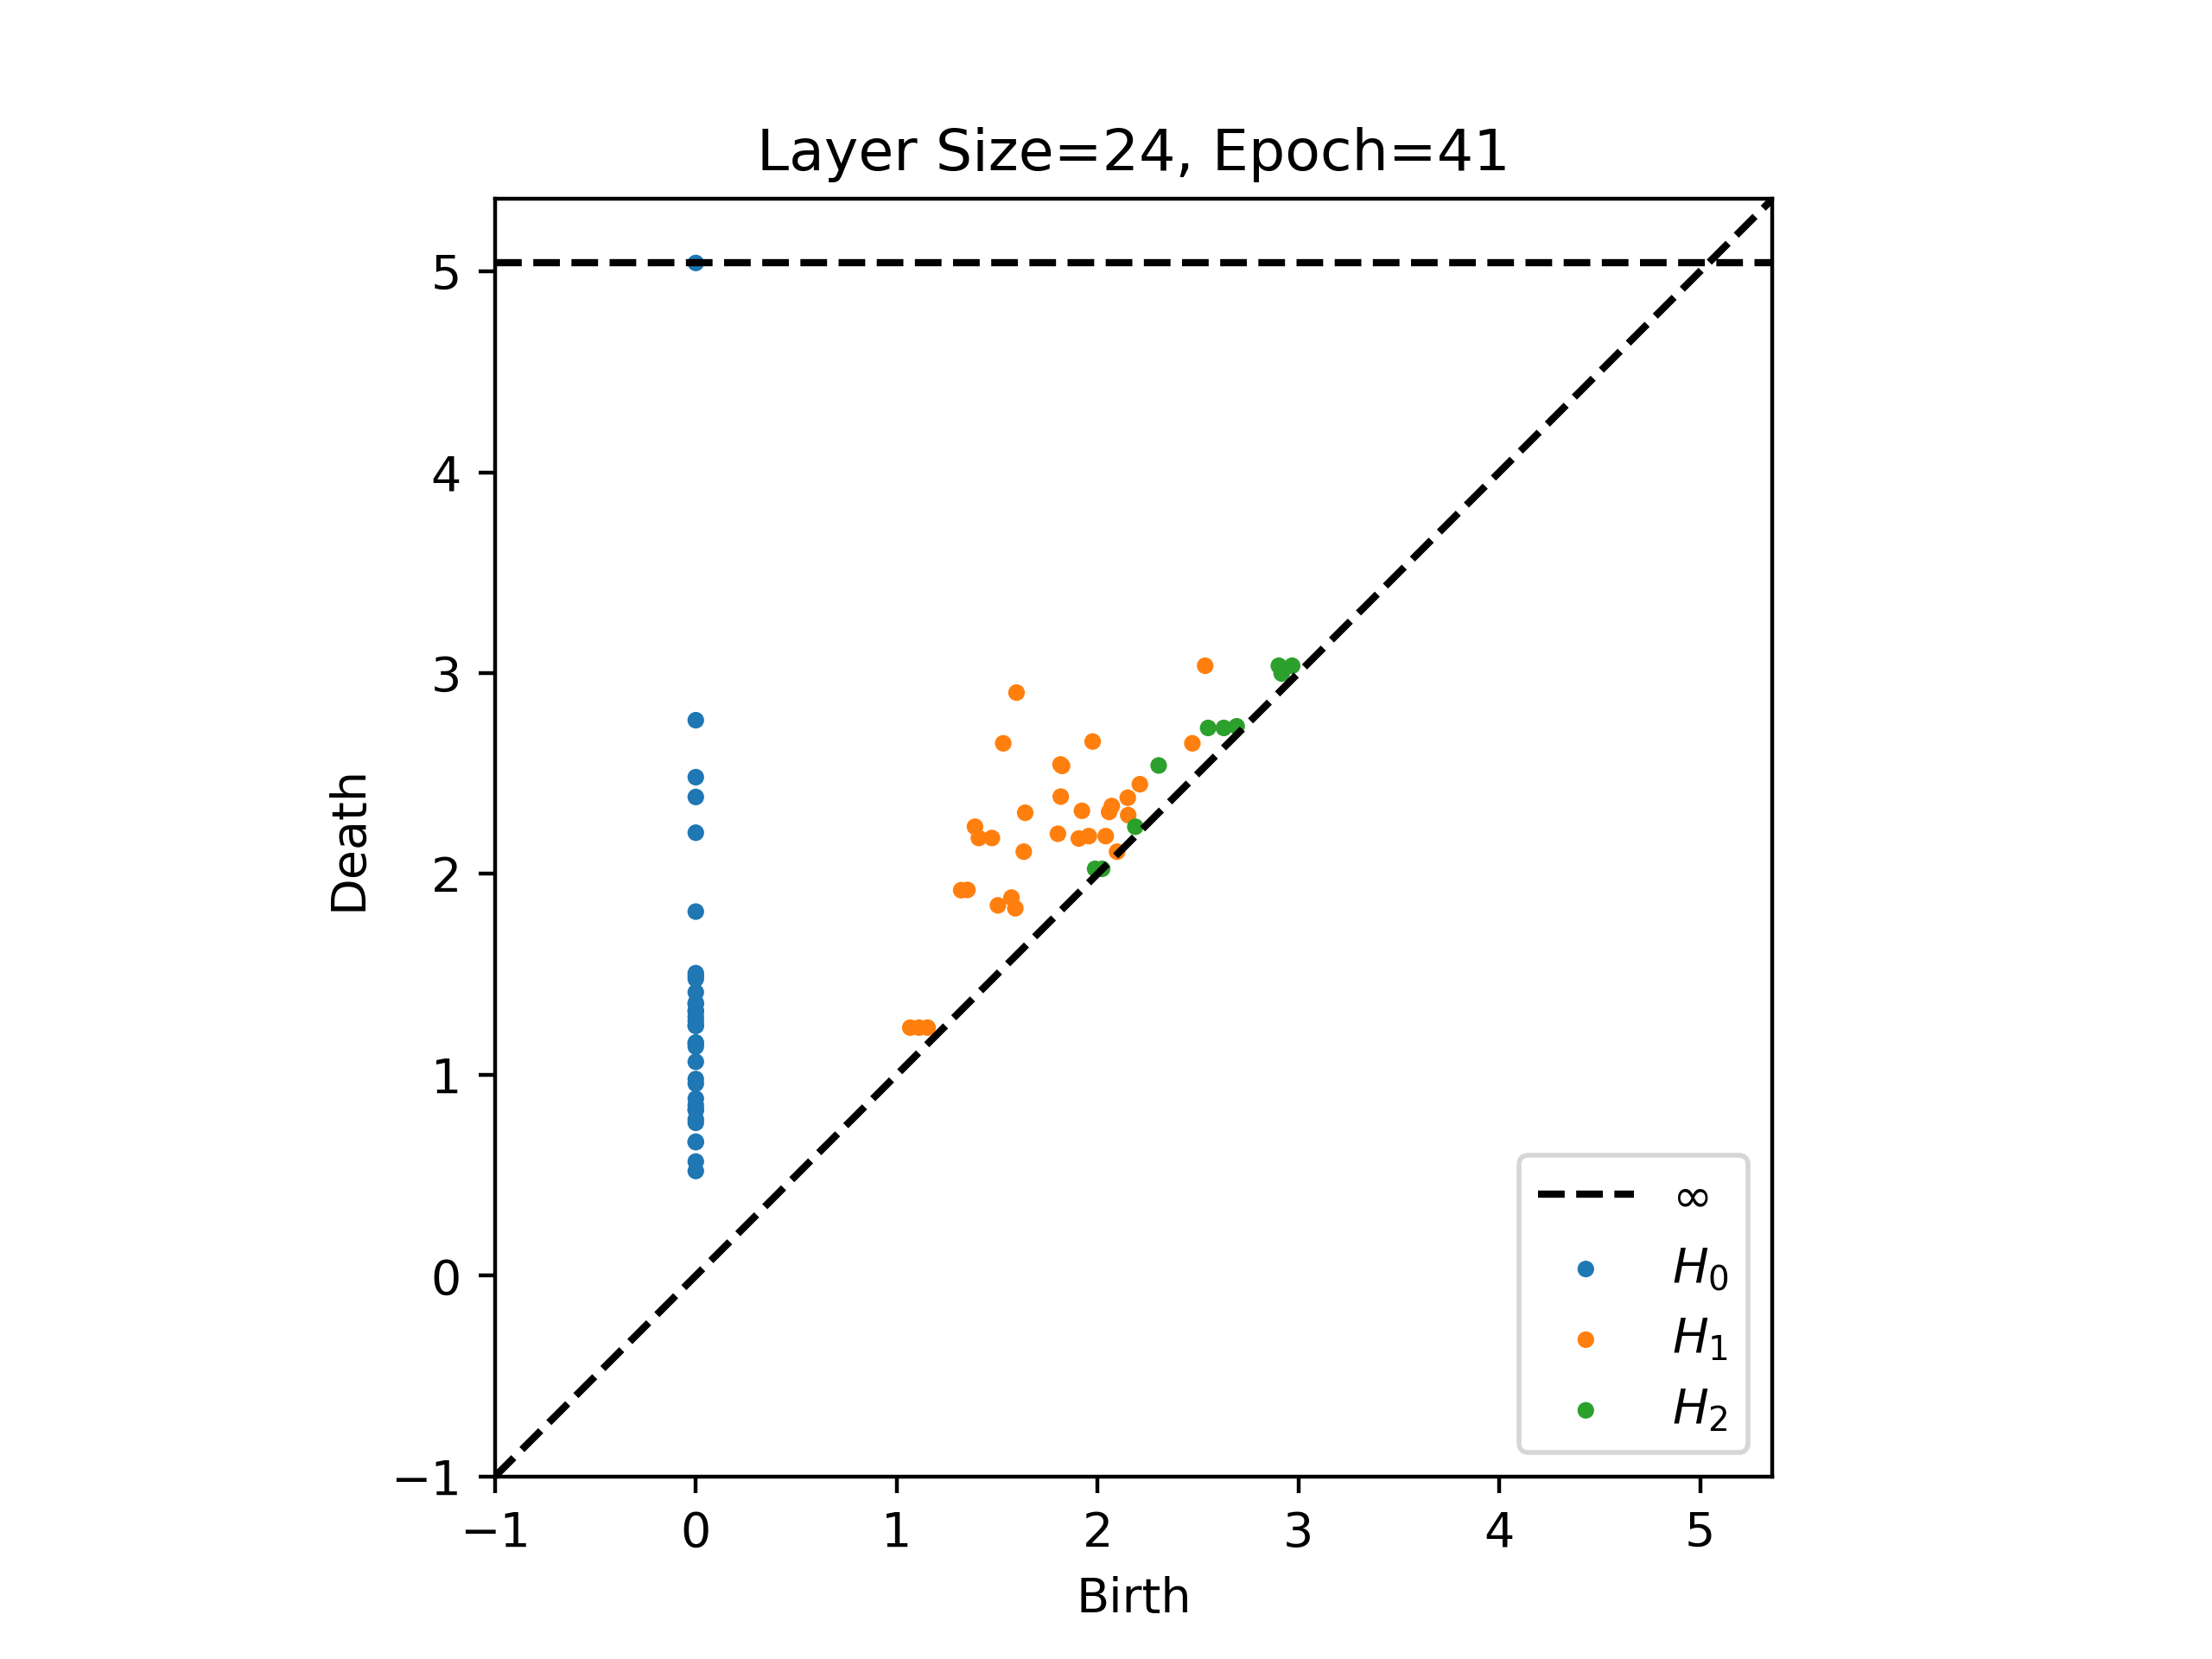 Layer Size=24, Epoch=41
5
4
3
2
1
0
−1
Death
−1 0 1 2 3 4 5
Birth
∞
H₀
H₁
H₂